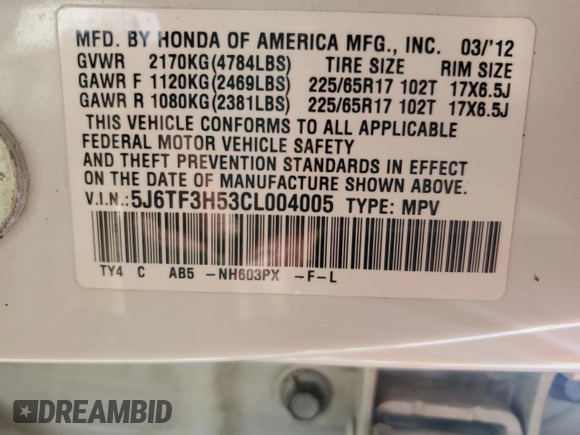 MFD. BY HONDA OF AMERICA MFG., INC. 03/'12
GVWR 2170KG(4784LBS) TIRE SIZE RIM SIZE
GAWR F 1120KG(2469LBS) 225/65R17 102T 17X6.5J
GAWR R 1080KG(2381LBS) 225/65R17 102T 17X6.5J
THIS VEHICLE CONFORMS TO ALL APPLICABLE
FEDERAL MOTOR VEHICLE SAFETY
AND THEFT PREVENTION STANDARDS IN EFFECT
ON THE DATE OF MANUFACTURE SHOWN ABOVE.
V.I.N.:5J6TF3H53CL004005 TYPE: MPV
TY4 C AB5 -NH603PX -F-L
DREAMBID